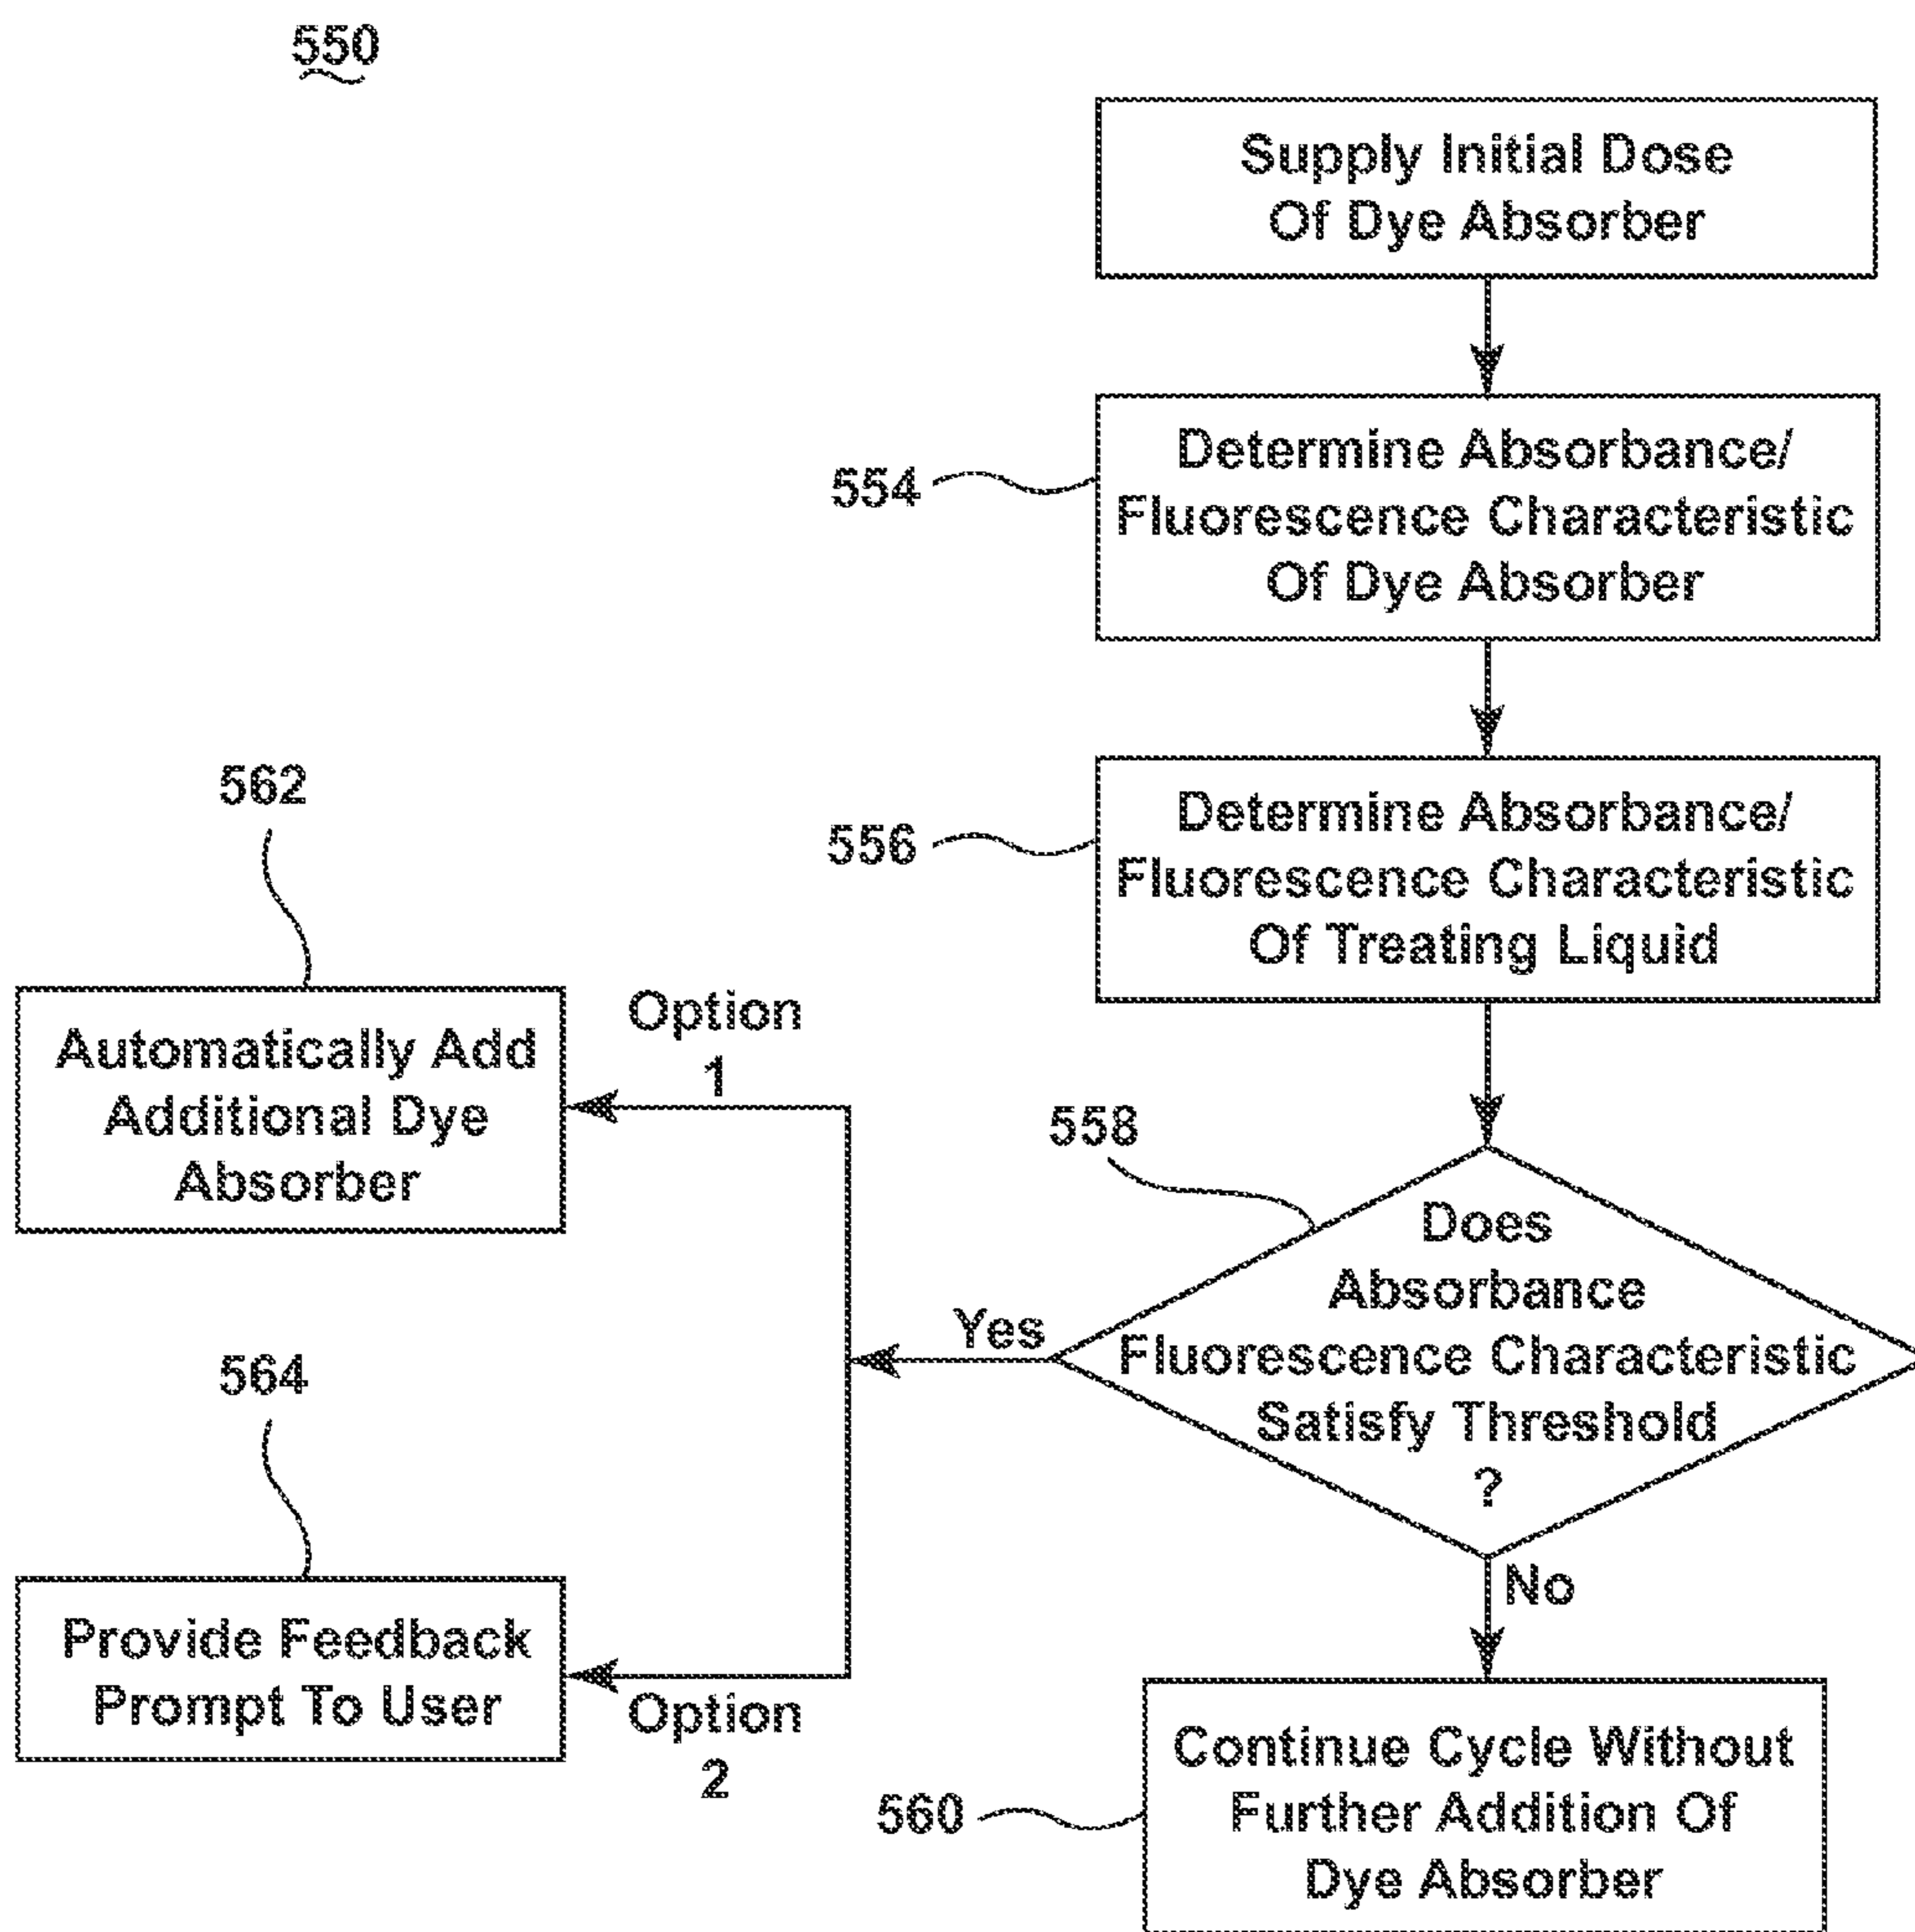 550
Supply Initial Dose
Of Dye Absorber
554
Determine Absorbance/
Fluorescence Characteristic
Of Dye Absorber
556
Determine Absorbance/
Fluorescence Characteristic
Of Treating Liquid
558
Does
Absorbance
Fluorescence Characteristic
Satisfy Threshold
?
Yes
No
Option
1
562
Automatically Add
Additional Dye
Absorber
564
Provide Feedback
Prompt To User
Option
2
560
Continue Cycle Without
Further Addition Of
Dye Absorber